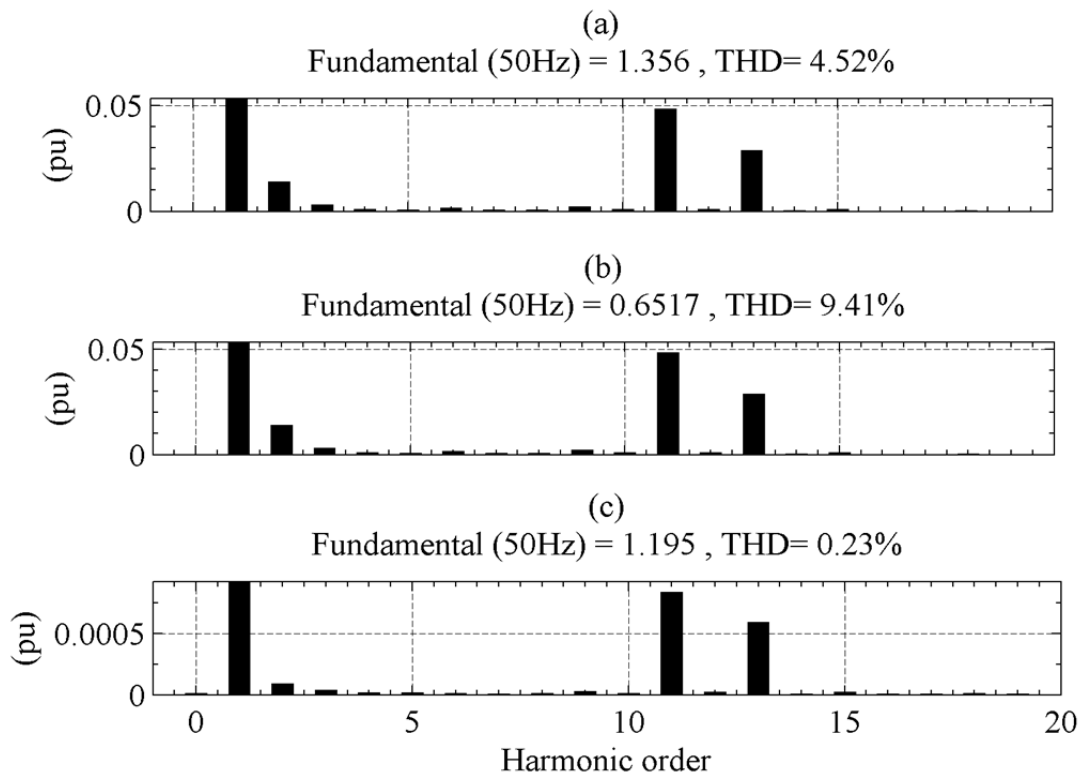 (a)
Fundamental (50Hz) = 1.356 , THD= 4.52%
0.05
(pu)
0
(b)
Fundamental (50Hz) = 0.6517 , THD= 9.41%
0.05
(pu)
0
(c)
Fundamental (50Hz) = 1.195 , THD= 0.23%
0.0005
(pu)
0
0 5 10 15 20
Harmonic order